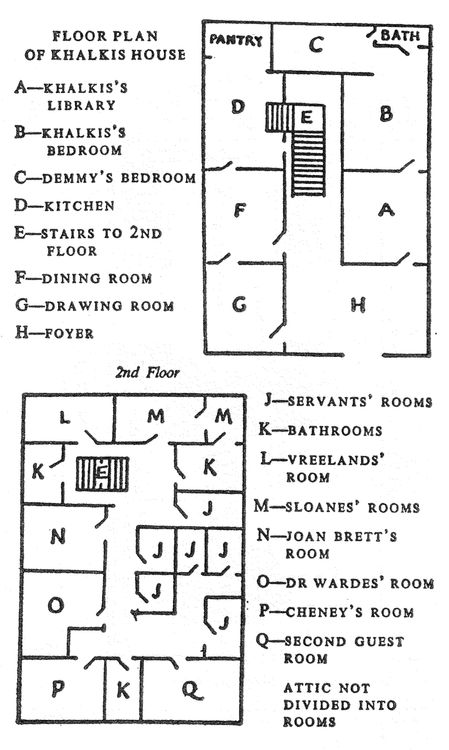 FLOOR PLAN
OF KHALKIS HOUSE
A—KHALKIS'S
LIBRARY
B—KHALKIS'S
BEDROOM
C—DEMMY'S BEDROOM
D—KITCHEN
E—STAIRS TO 2ND
FLOOR
F—DINING ROOM
G—DRAWING ROOM
H—FOYER
PANTRY
C
BATH
D
E
B
F
A
G
H
2nd Floor
L
M
M
K
E
K
J
N
J
J
J
J
O
J
P
K
Q
J—SERVANTS' ROOMS
K—BATHROOMS
L—VREELANDS'
ROOM
M—SLOANES' ROOMS
N—JOAN BRETT'S
ROOM
O—DR WARDES' ROOM
P—CHENEY'S ROOM
Q—SECOND GUEST
ROOM
ATTIC NOT
DIVIDED INTO
ROOMS